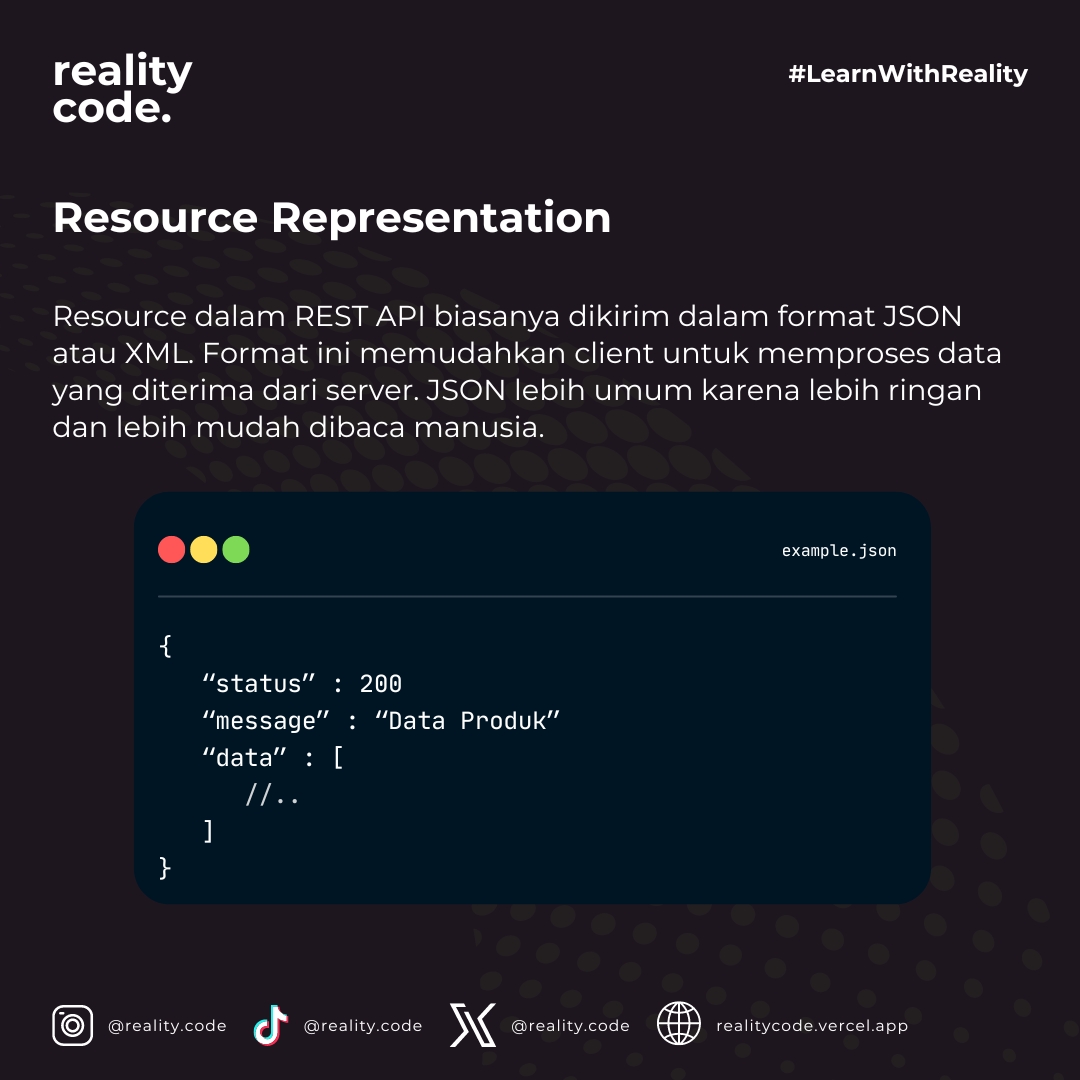 reality
code.
#LearnWithReality
Resource Representation
Resource dalam REST API biasanya dikirim dalam format JSON
atau XML. Format ini memudahkan client untuk memproses data
yang diterima dari server. JSON lebih umum karena lebih ringan
dan lebih mudah dibaca manusia.
example.json
{
“status” : 200
“message” : “Data Produk”
“data” : [
//..
]
}
@reality.code
@reality.code
@reality.code
realitycode.vercel.app